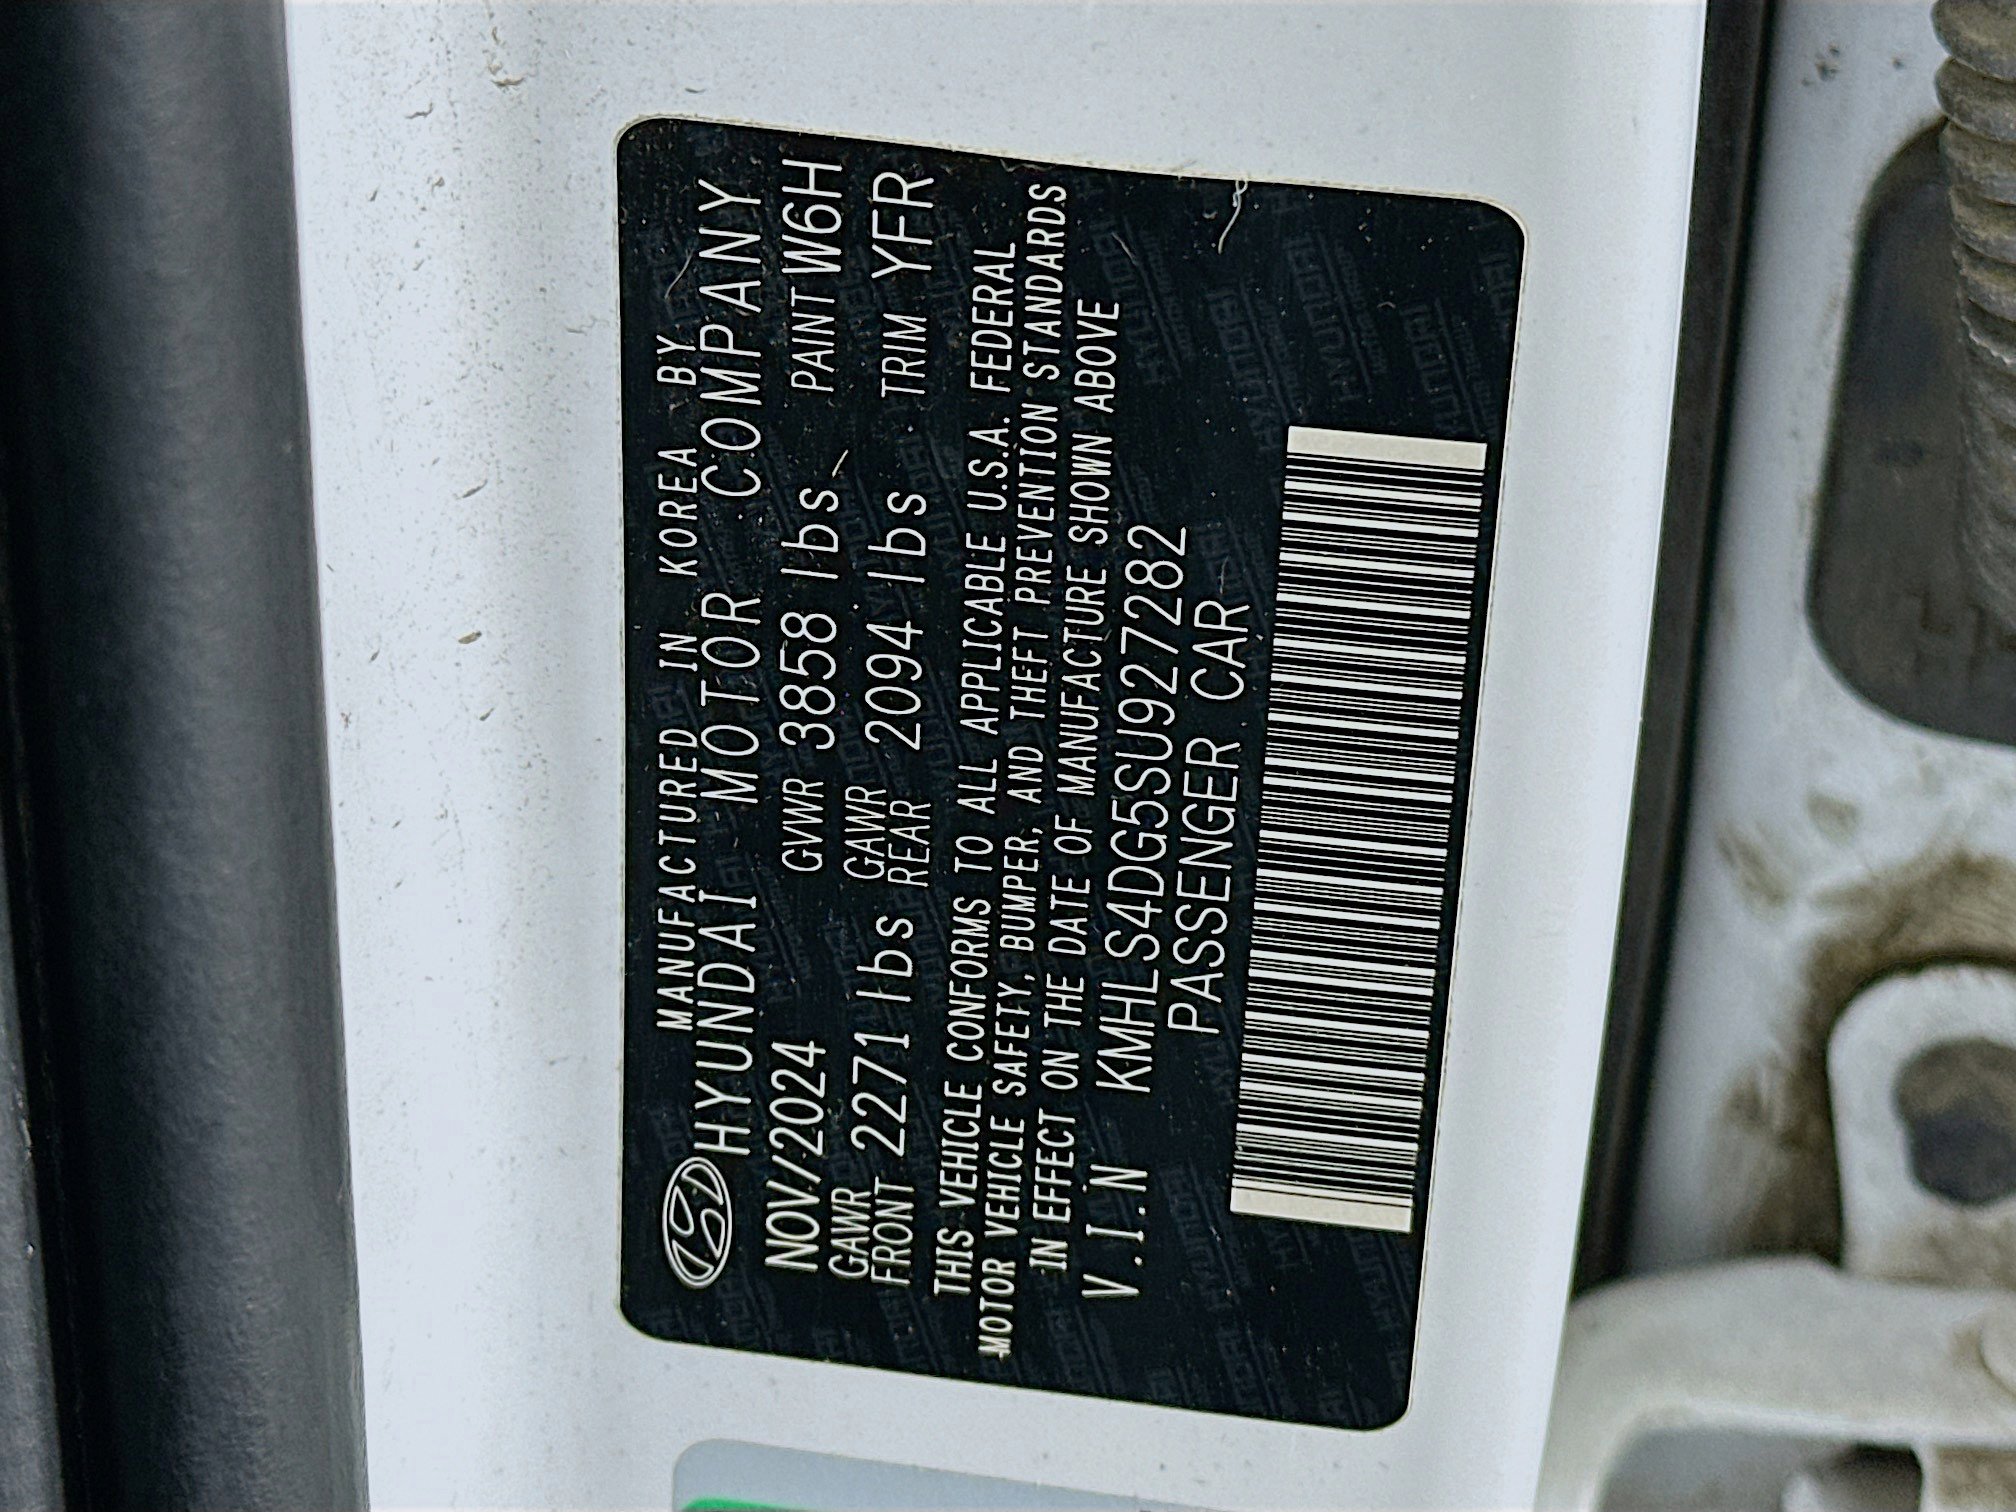 MANUFACTURED IN KOREA BY
HYUNDAI MOTOR COMPANY
NOV/2024 GVWR 3858 lbs PAINT W6H
GAWR FRONT 2271 lbs GAWR REAR 2094 lbs TRIM YFR
THIS VEHICLE CONFORMS TO ALL APPLICABLE U.S.A. FEDERAL
MOTOR VEHICLE SAFETY, BUMPER, AND THEFT PREVENTION STANDARDS
IN EFFECT ON THE DATE OF MANUFACTURE SHOWN ABOVE
V.I.N KMHLS4DG5SU927282
PASSENGER CAR